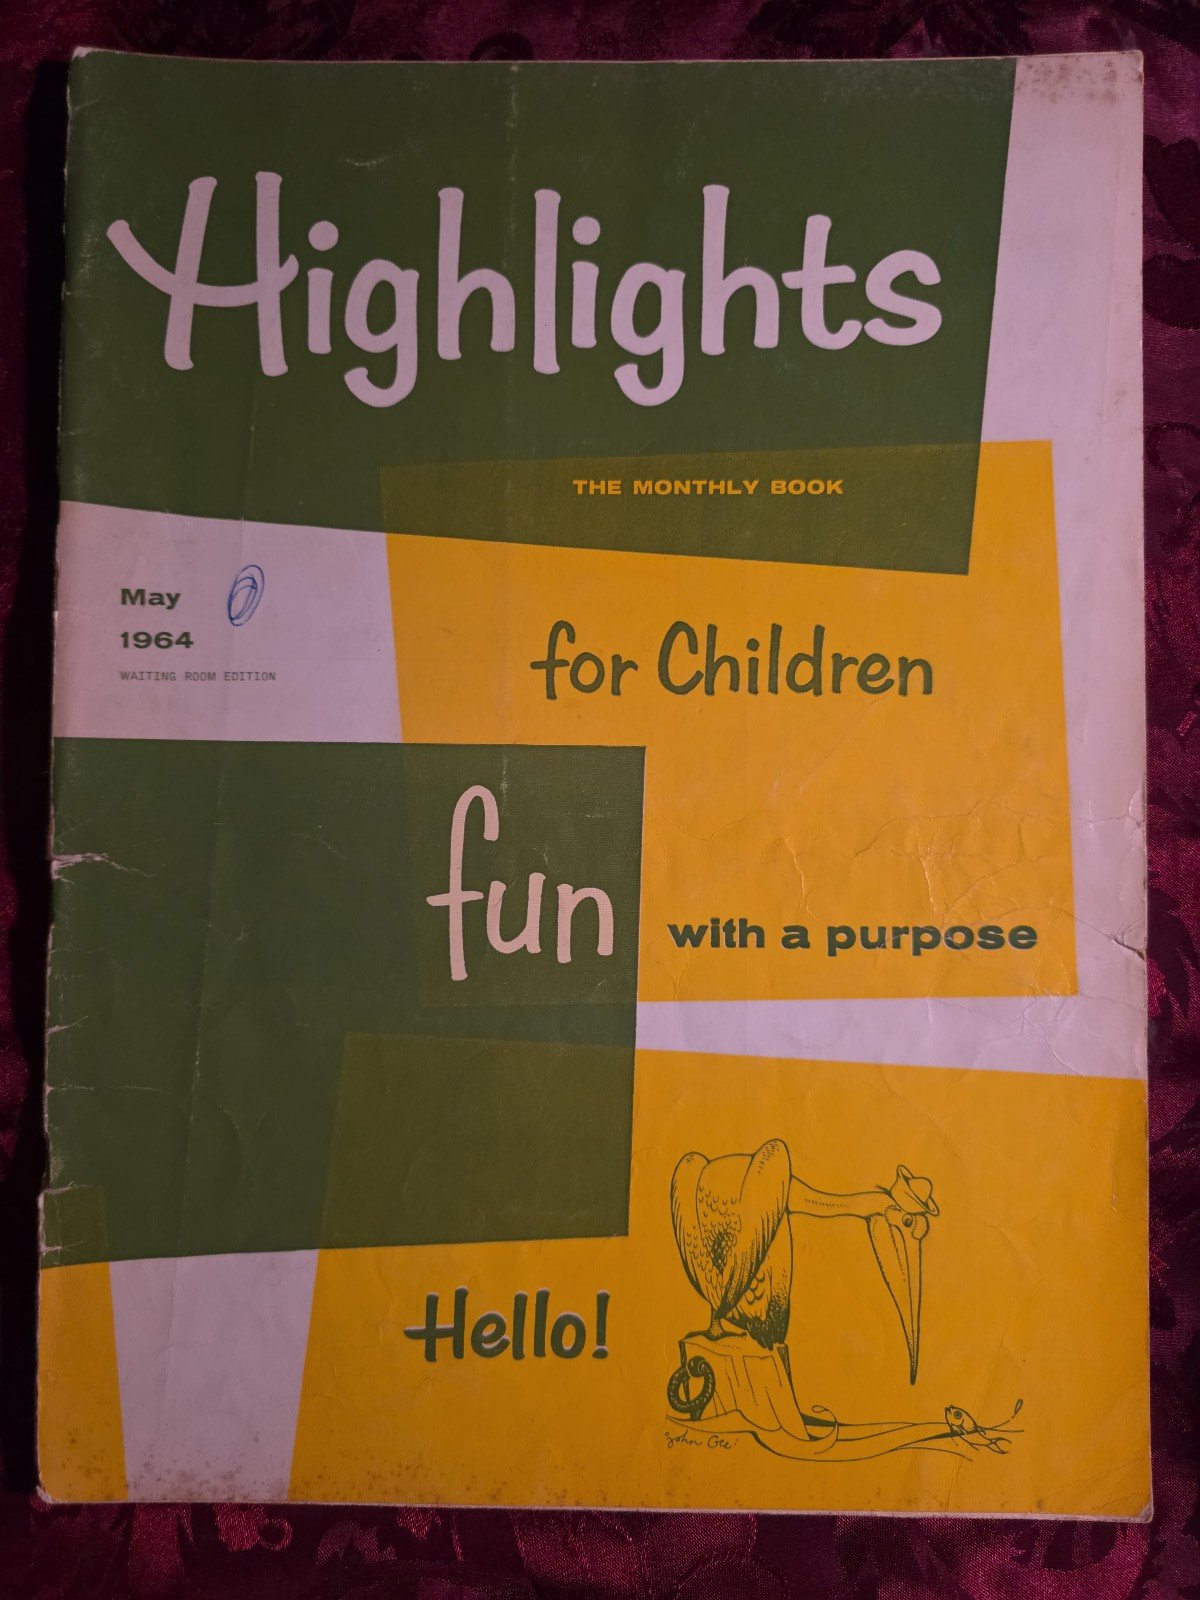 Highlights
THE MONTHLY BOOK
May
1964
WAITING ROOM EDITION
for Children
fun
with a purpose
Hello!
John Gee